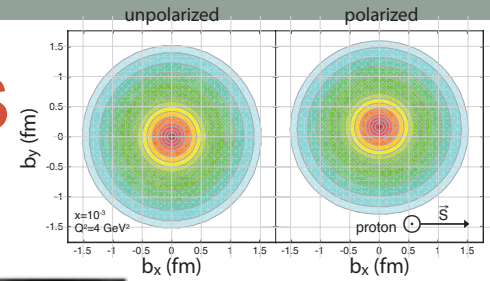 unpolarized
polarized
S
b_y (fm)
1.5
1
0.5
0
-0.5
-1
-1.5
x=10⁻³
Q²=4 GeV²
proton
S⃗
-1.5 -1 -0.5 0 0.5 1 1.5
-1.5 -1 -0.5 0 0.5 1 1.5
b_x (fm)
b_x (fm)